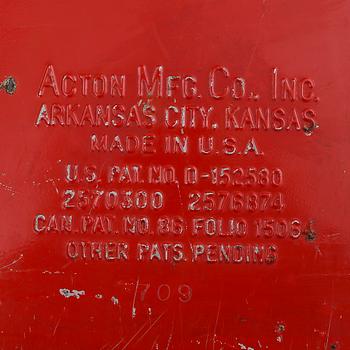 ACTON MFG. CO., INC.
ARKANSAS CITY, KANSAS
MADE IN U.S.A.
U.S. PAT. NO. D-152580
2570300 2576874
CAN. PAT. NO. 86 FOLIO 15064
OTHER PATS. PENDING
709